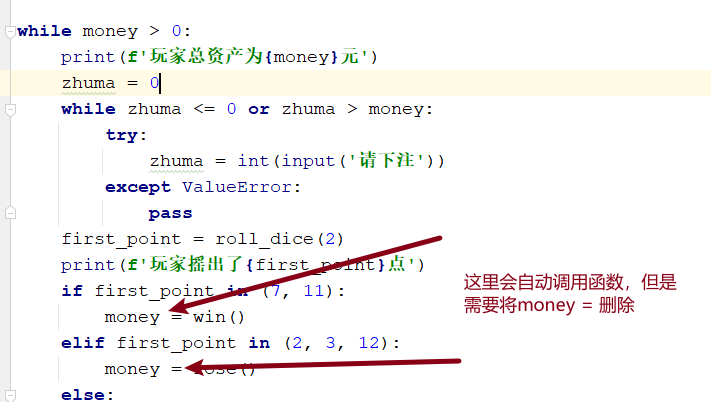 while money > 0:
print(f'玩家总资产为{money}元')
zhuma = 0
while zhuma <= 0 or zhuma > money:
try:
zhuma = int(input('请下注'))
except ValueError:
pass
first_point = roll_dice(2)
print(f'玩家摇出了{first_point}点')
if first_point in (7, 11):
money = win()
elif first_point in (2, 3, 12):
money = lose()
else:
这里会自动调用函数，但是
需要将money = 删除